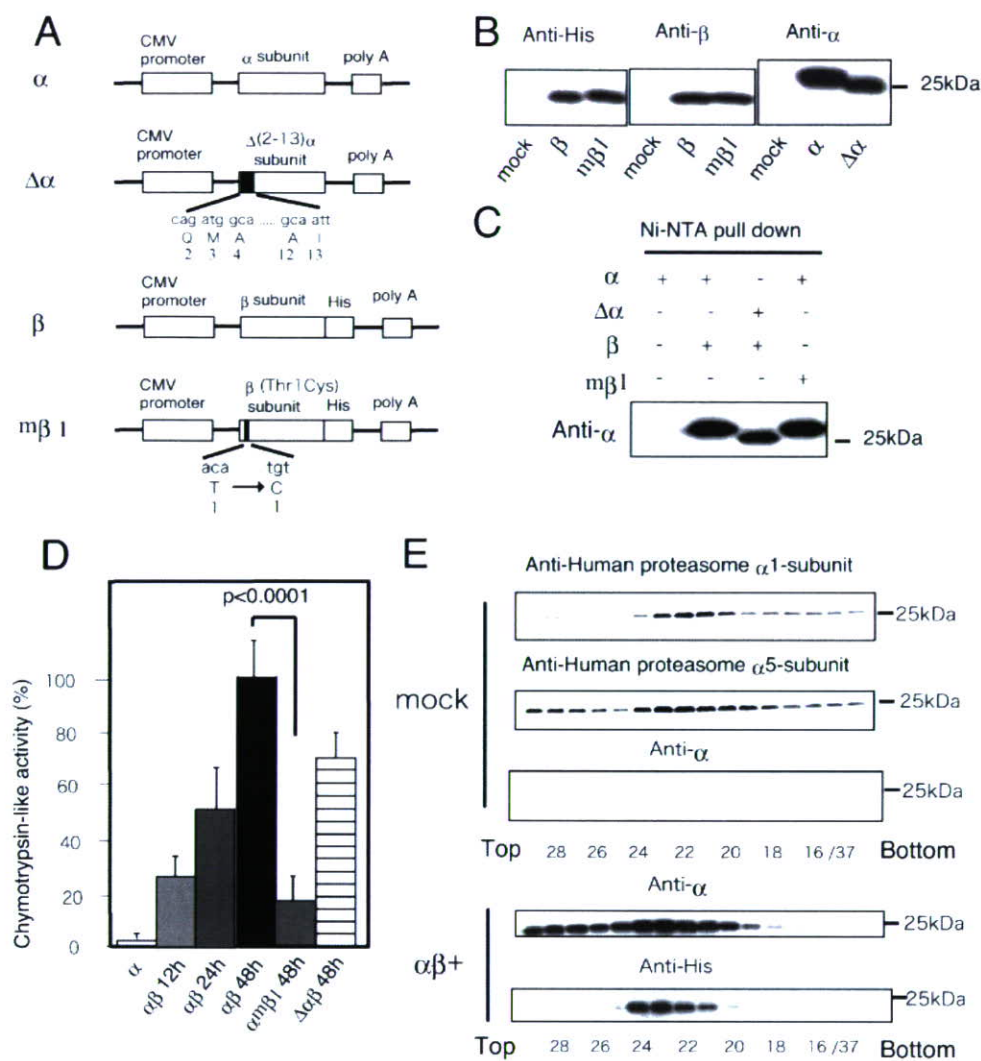 A
CMV promoter
α subunit
poly A
α
CMV promoter
Δ(2-13)α subunit
poly A
Δα
cag atg gca ..... gca att
Q M A A I
2 3 4 12 13
CMV promoter
β subunit
His
poly A
β
CMV promoter
β (Thr1Cys) subunit
His
poly A
mβ1
aca tgt
T C
1 1
B
Anti-His
Anti-β
Anti-α
25kDa
mock β mβ1 mock β mβ1 mock α Δα
C
Ni-NTA pull down
α + + - +
Δα - - + -
β - + + -
mβ1 - - - +
Anti-α
25kDa
D
p<0.0001
Chymotrypsin-like activity (%)
100
80
60
40
20
0
α
αβ 12h
αβ 24h
αβ 48h
αmβ1 48h
Δαβ 48h
E
Anti-Human proteasome α1-subunit
25kDa
Anti-Human proteasome α5-subunit
25kDa
mock
Anti-α
25kDa
Top 28 26 24 22 20 18 16 /37 Bottom
Anti-α
25kDa
αβ+
Anti-His
25kDa
Top 28 26 24 22 20 18 16 /37 Bottom